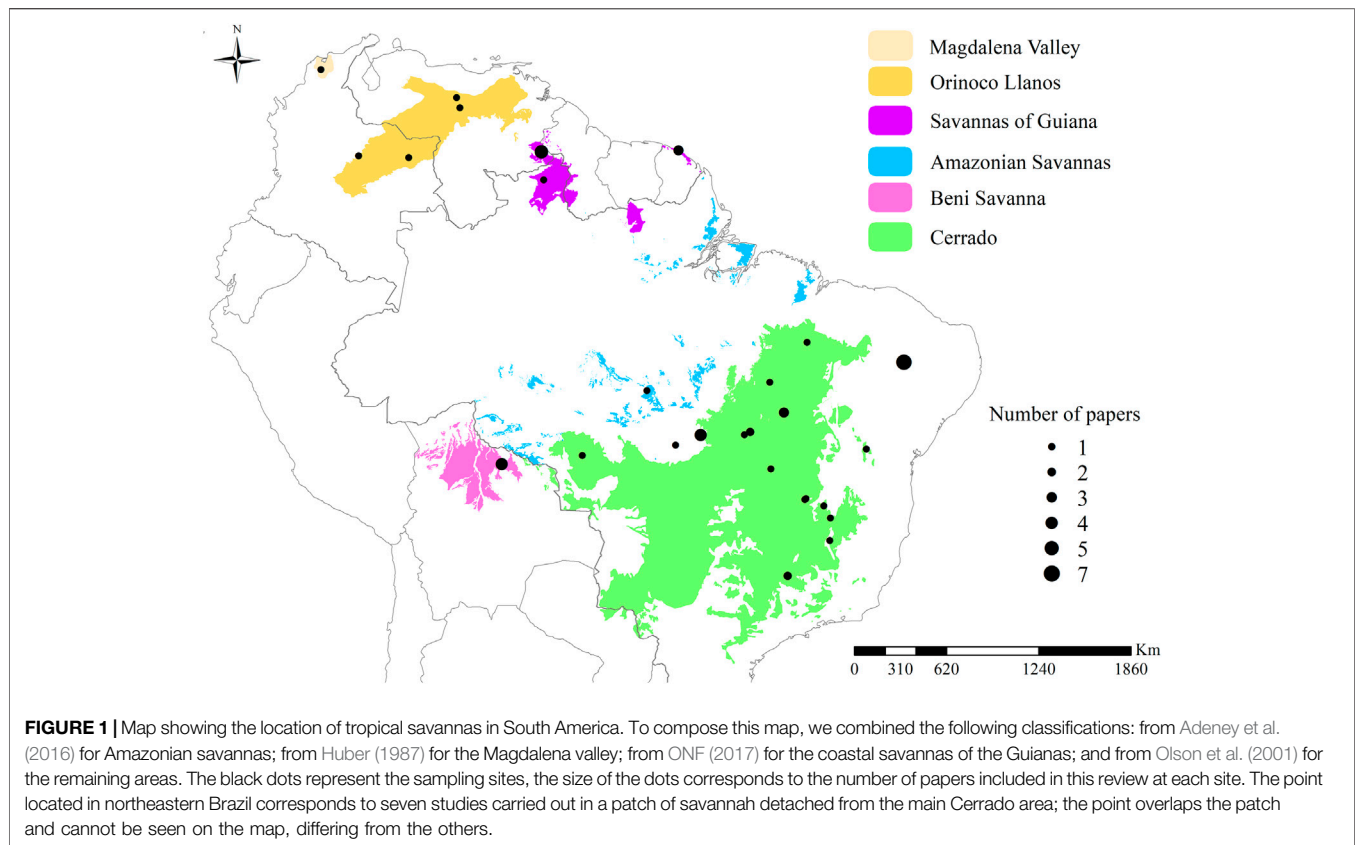 N
Magdalena Valley
Orinoco Llanos
Savannas of Guiana
Amazonian Savannas
Beni Savanna
Cerrado
Number of papers
1
2
3
4
5
7
Km
0 310 620 1240 1860
FIGURE 1 | Map showing the location of tropical savannas in South America. To compose this map, we combined the following classifications: from Adeney et al.
(2016) for Amazonian savannas; from Huber (1987) for the Magdalena valley; from ONF (2017) for the coastal savannas of the Guianas; and from Olson et al. (2001) for
the remaining areas. The black dots represent the sampling sites, the size of the dots corresponds to the number of papers included in this review at each site. The point
located in northeastern Brazil corresponds to seven studies carried out in a patch of savannah detached from the main Cerrado area; the point overlaps the patch
and cannot be seen on the map, differing from the others.